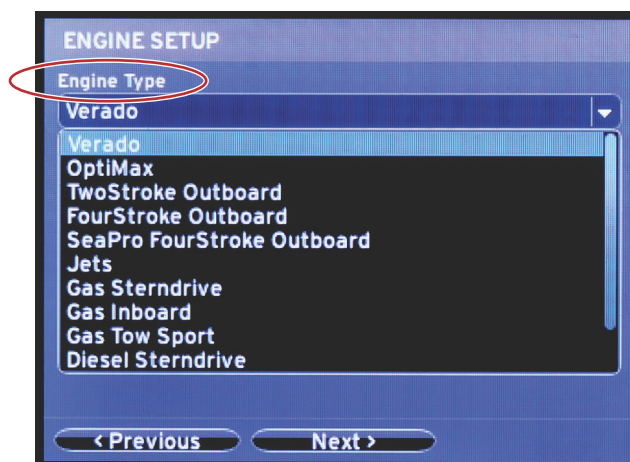 ENGINE SETUP
Engine Type
Verado
Verado
OptiMax
TwoStroke Outboard
FourStroke Outboard
SeaPro FourStroke Outboard
Jets
Gas Sterndrive
Gas Inboard
Gas Tow Sport
Diesel Sterndrive
< Previous
Next >